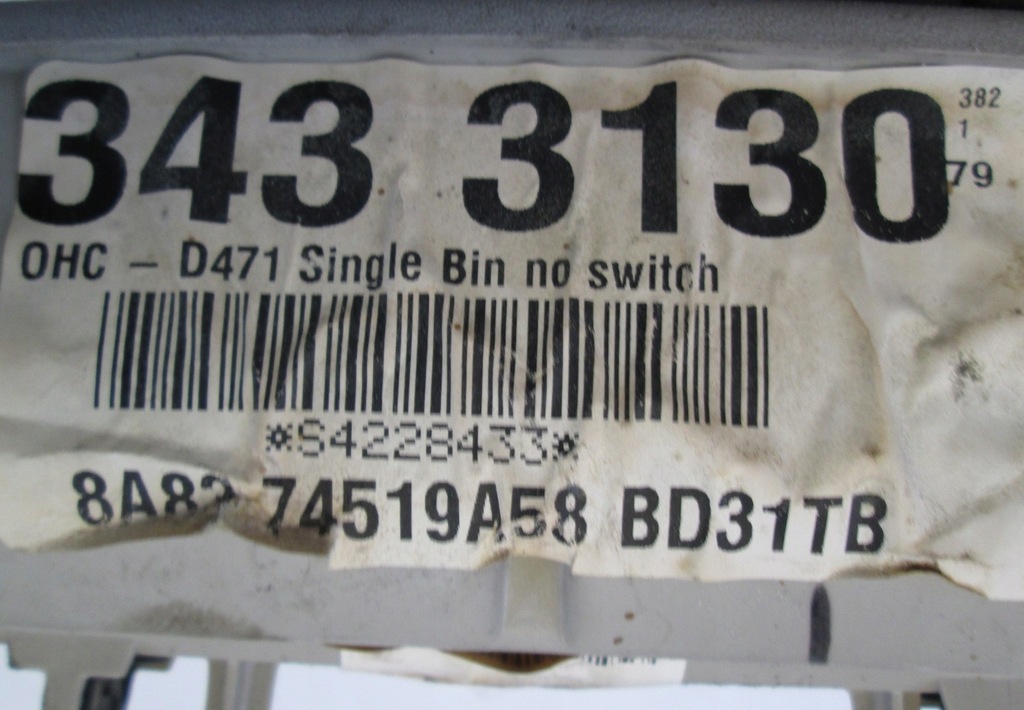 343 3130
382
1
79
OHC - D471 Single Bin no switch
*S4228433*
74519A58 BD31TB